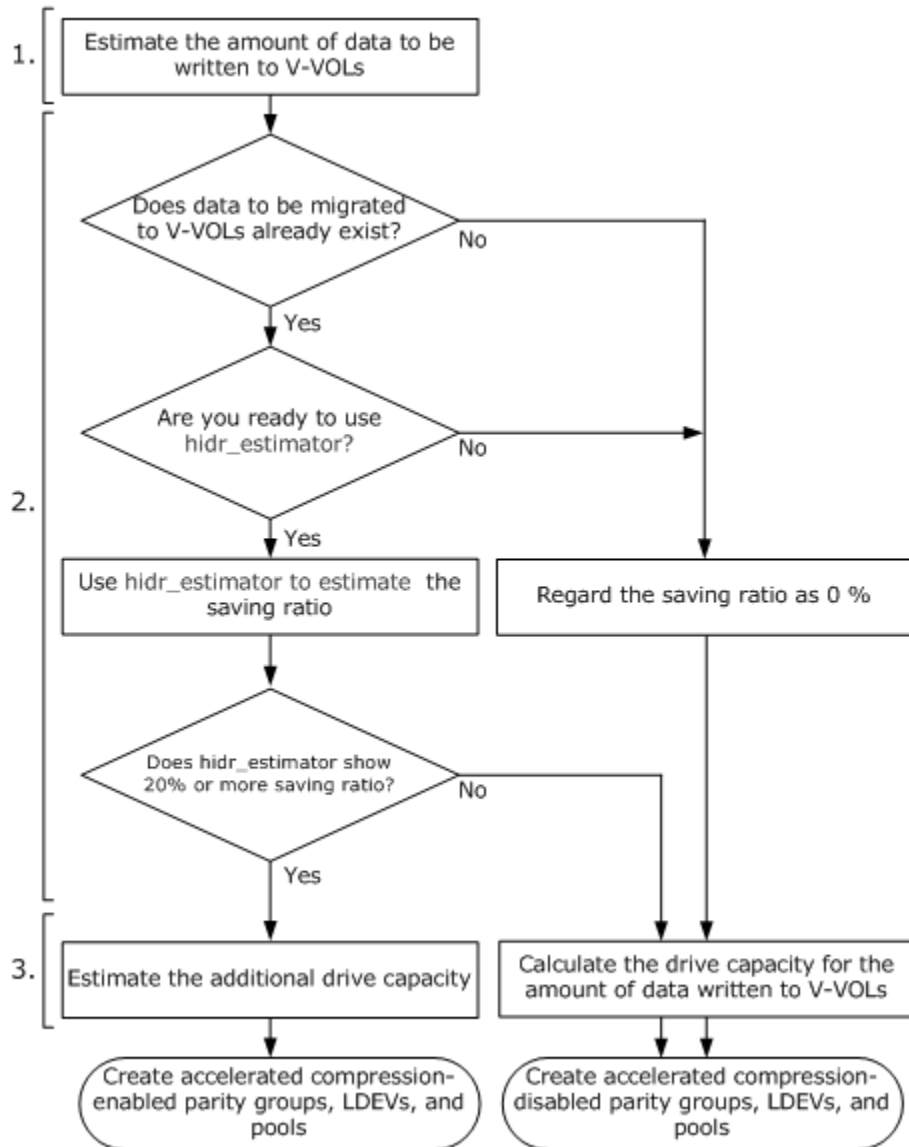 1.
Estimate the amount of data to be
written to V-VOLs
2.
Does data to be migrated
to V-VOLs already exist?
No
Yes
Are you ready to use
hidr_estimator?
No
Yes
Use hidr_estimator to estimate the
saving ratio
Regard the saving ratio as 0 %
Does hidr_estimator show
20% or more saving ratio?
No
Yes
3.
Estimate the additional drive capacity
Calculate the drive capacity for the
amount of data written to V-VOLs
Create accelerated compression-
enabled parity groups, LDEVs, and
pools
Create accelerated compression-
disabled parity groups, LDEVs, and
pools